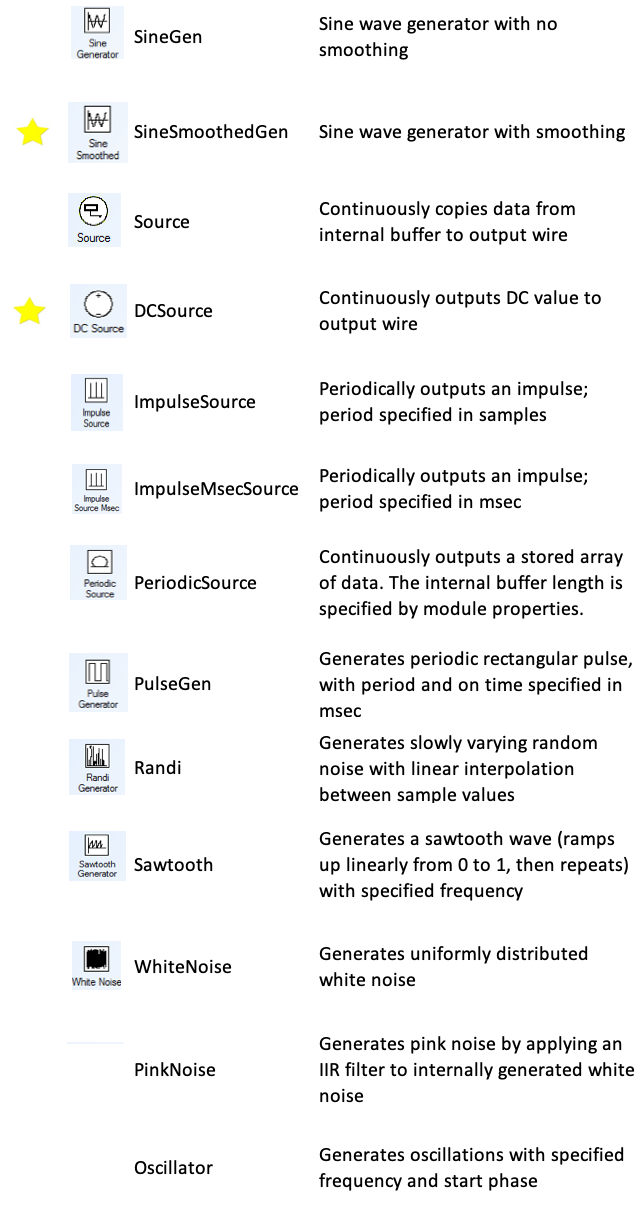 Sine
Generator
SineGen
Sine wave generator with no
smoothing
Sine
Smoothed
SineSmoothedGen
Sine wave generator with smoothing
Source
Source
Continuously copies data from
internal buffer to output wire
DC Source
DCSource
Continuously outputs DC value to
output wire
Impulse
Source
ImpulseSource
Periodically outputs an impulse;
period specified in samples
Impulse
Source Msec
ImpulseMsecSource
Periodically outputs an impulse;
period specified in msec
Periodic
Source
PeriodicSource
Continuously outputs a stored array
of data. The internal buffer length is
specified by module properties.
Pulse
Generator
PulseGen
Generates periodic rectangular pulse,
with period and on time specified in
msec
Randi
Generator
Randi
Generates slowly varying random
noise with linear interpolation
between sample values
Sawtooth
Generator
Sawtooth
Generates a sawtooth wave (ramps
up linearly from 0 to 1, then repeats)
with specified frequency
White Noise
WhiteNoise
Generates uniformly distributed
white noise
PinkNoise
Generates pink noise by applying an
IIR filter to internally generated white
noise
Oscillator
Generates oscillations with specified
frequency and start phase